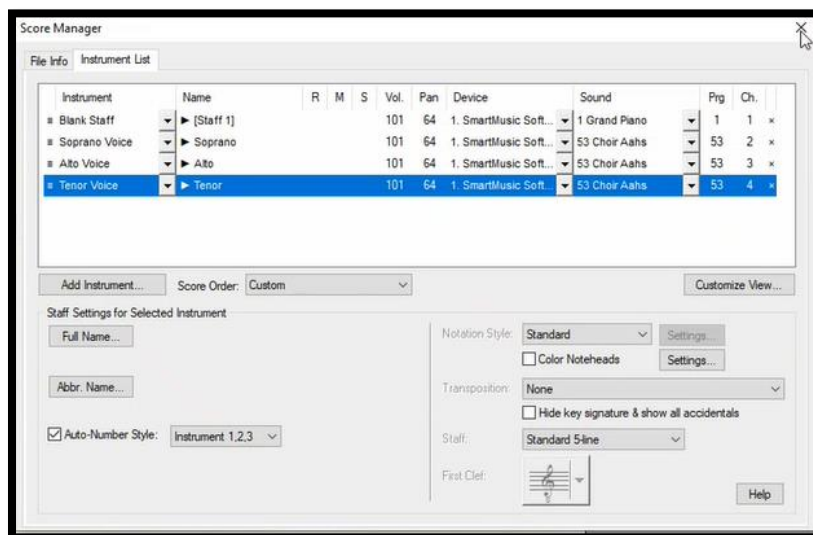 Score Manager
File Info Instrument List
Instrument Name R M S Vol. Pan Device Sound Prg Ch.
Blank Staff [Staff 1] 101 64 1. SmartMusic Soft... 1 Grand Piano 1 1 ×
Soprano Voice Soprano 101 64 1. SmartMusic Soft... 53 Choir Aahs 53 2 ×
Alto Voice Alto 101 64 1. SmartMusic Soft... 53 Choir Aahs 53 3 ×
Tenor Voice Tenor 101 64 1. SmartMusic Soft... 53 Choir Aahs 53 4 ×
Add Instrument... Score Order: Custom Customize View...
Staff Settings for Selected Instrument
Full Name... Notation Style: Standard Settings...
Color Noteheads Settings...
Abbr. Name... Transposition: None
Hide key signature & show all accidentals
Auto-Number Style: Instrument 1,2,3 Staff: Standard 5-line
First Clef:
Help